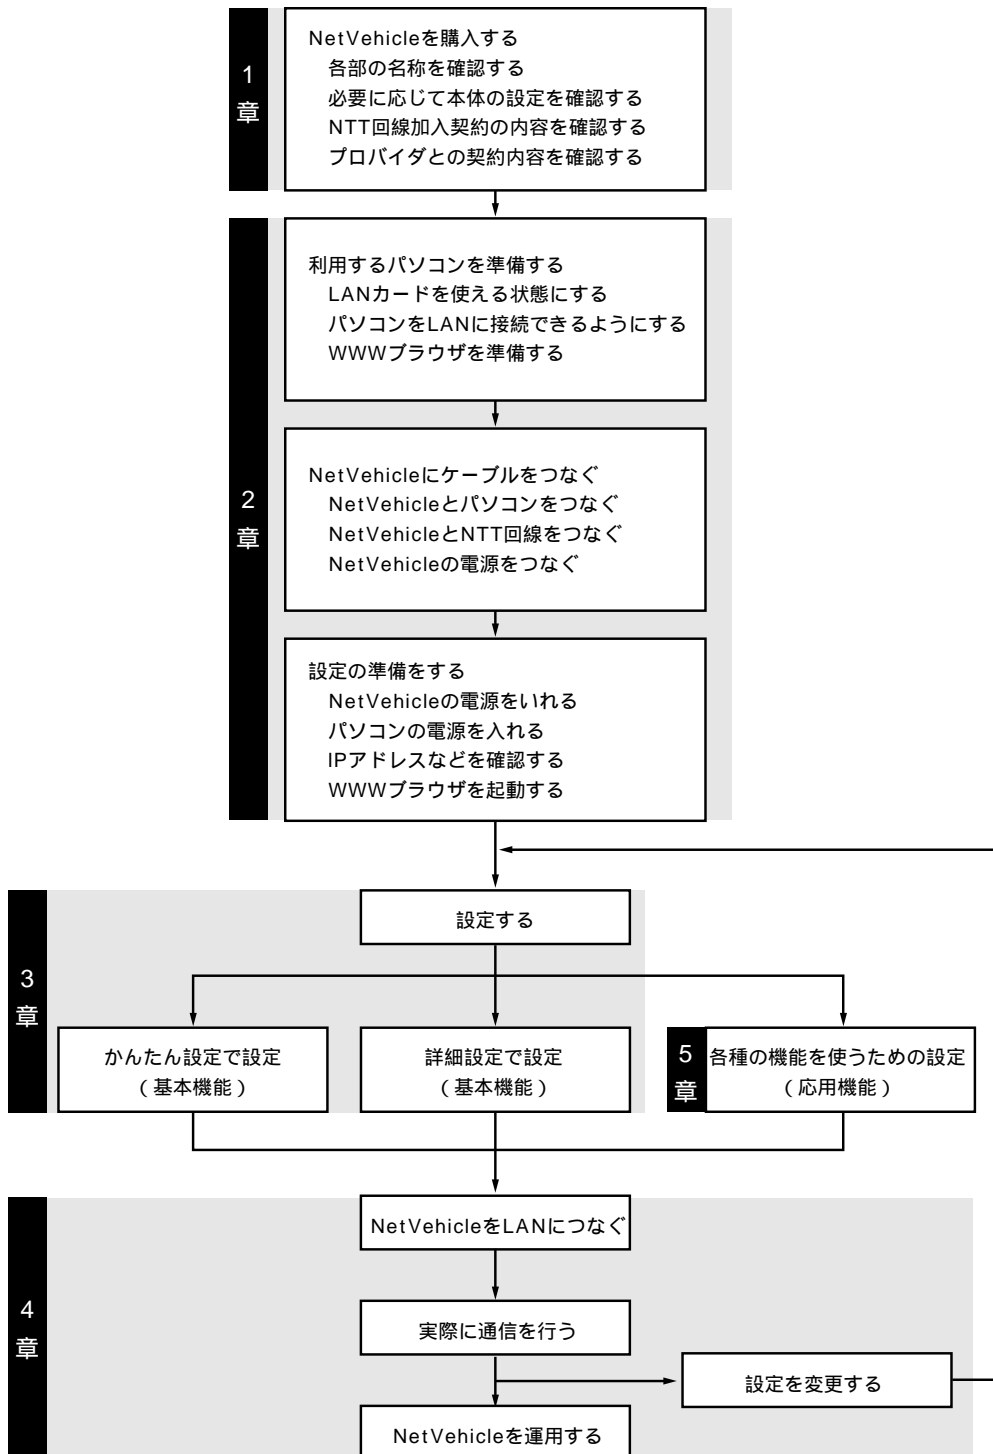 1
章
NetVehicleを購入する
各部の名称を確認する
必要に応じて本体の設定を確認する
NTT回線加入契約の内容を確認する
プロバイダとの契約内容を確認する
2
章
利用するパソコンを準備する
LANカードを使える状態にする
パソコンをLANに接続できるようにする
WWWブラウザを準備する
NetVehicleにケーブルをつなぐ
NetVehicleとパソコンをつなぐ
NetVehicleとNTT回線をつなぐ
NetVehicleの電源をつなぐ
設定の準備をする
NetVehicleの電源をいれる
パソコンの電源を入れる
IPアドレスなどを確認する
WWWブラウザを起動する
3
章
設定する
かんたん設定で設定
（基本機能）
詳細設定で設定
（基本機能）
5
章
各種の機能を使うための設定
（応用機能）
4
章
NetVehicleをLANにつなぐ
実際に通信を行う
設定を変更する
NetVehicleを運用する